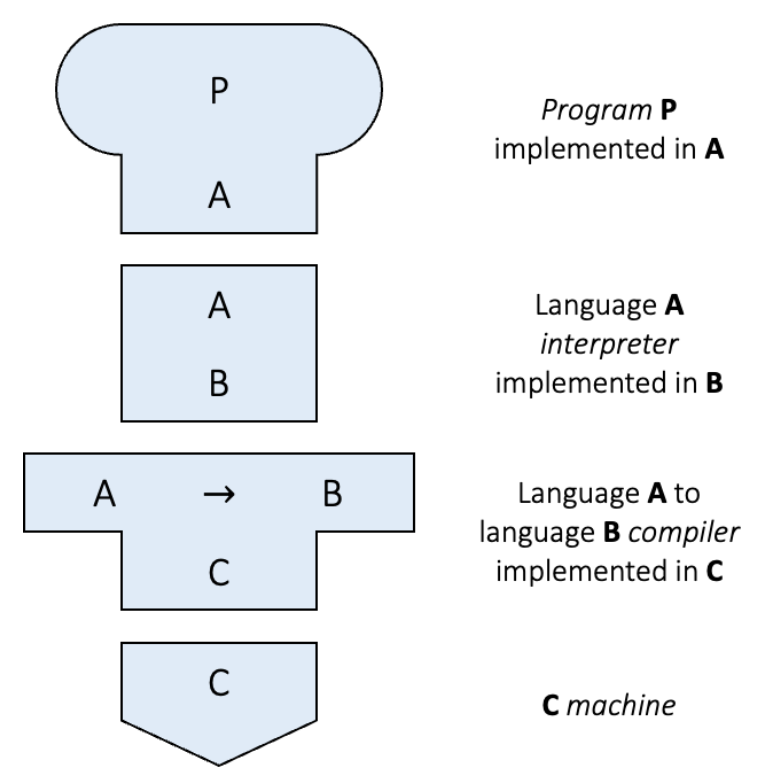 P
A
Program P
implemented in A
A
B
Language A
interpreter
implemented in B
A → B
C
Language A to
language B compiler
implemented in C
C
C machine